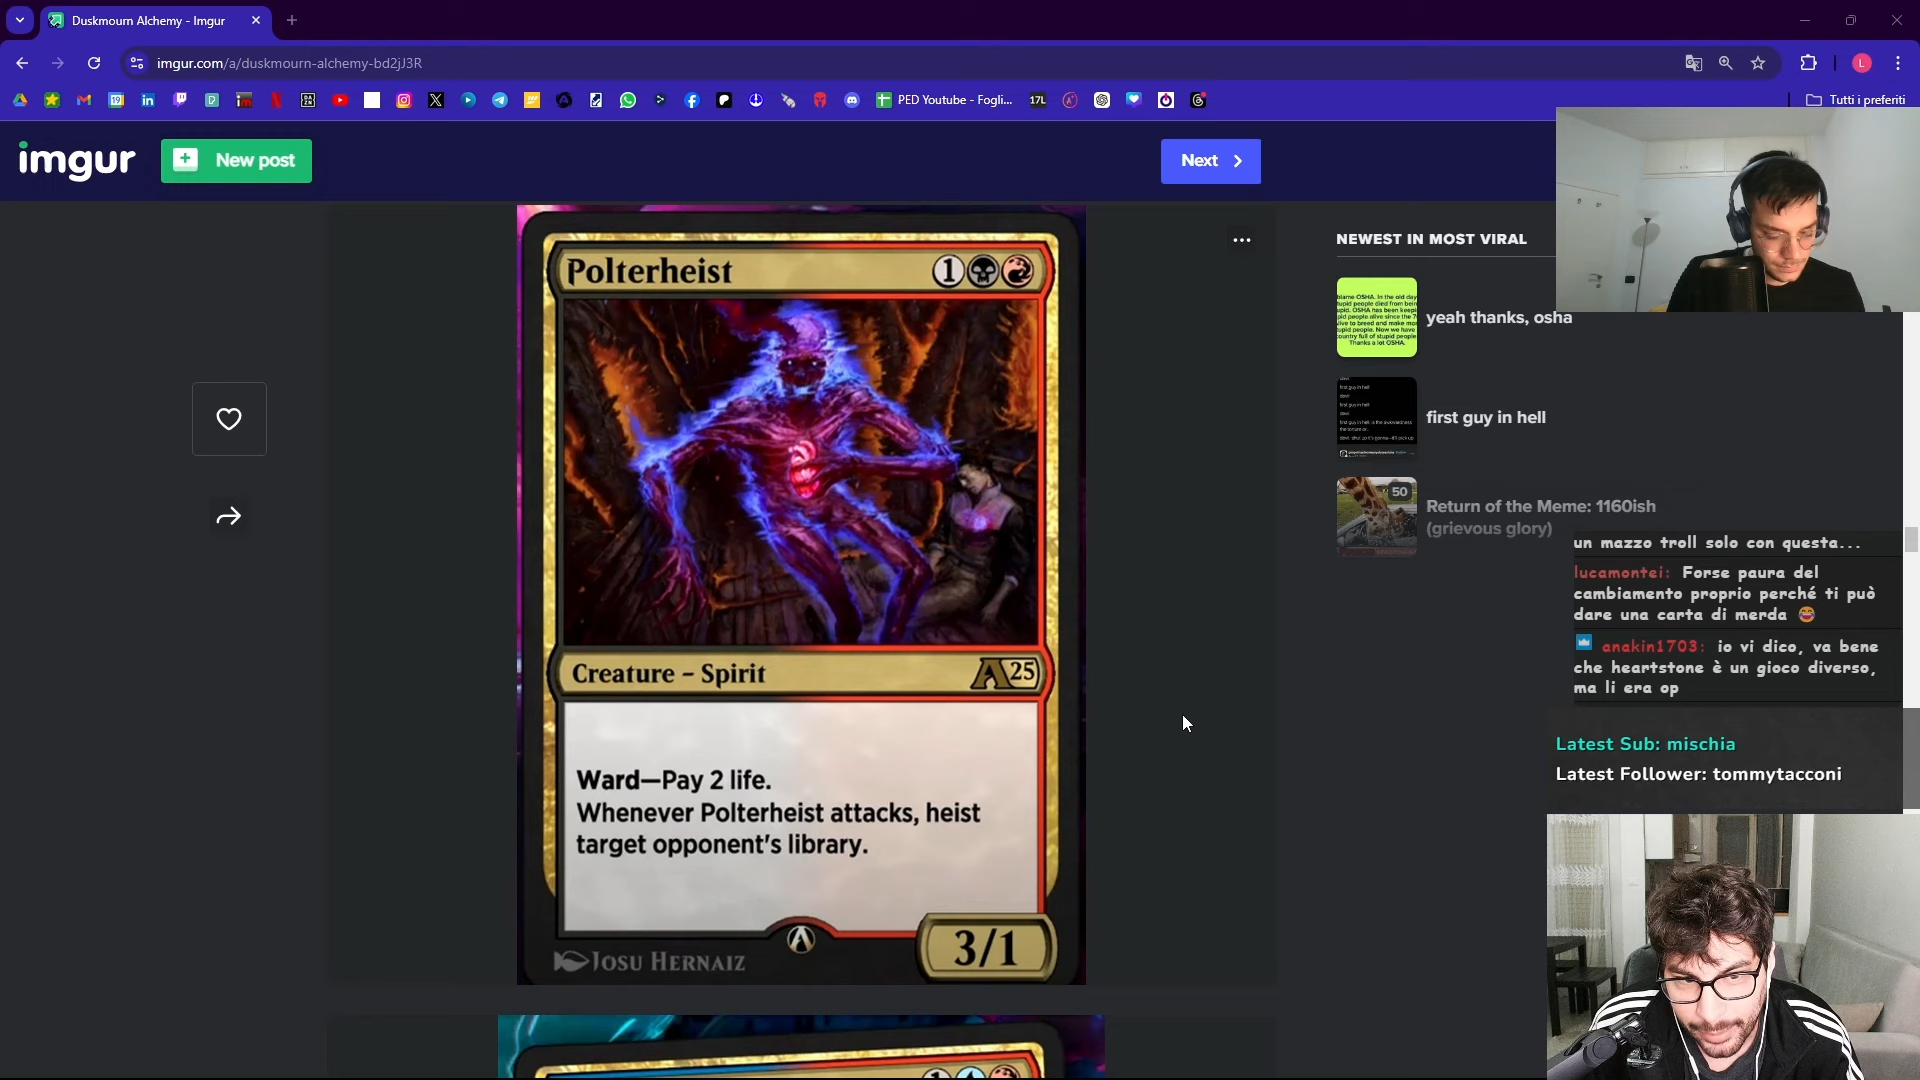 Duskmourn Alchemy - Imgur
imgur.com/a/duskmourn-alchemy-bd2jJ3R
PED Youtube - Fogli...
17L
Tutti i preferiti
imgur
New post
Next
Polterheist
1
Creature – Spirit
A25
Ward—Pay 2 life.
Whenever Polterheist attacks, heist
target opponent's library.
3/1
Josu Hernaiz
NEWEST IN MOST VIRAL
yeah thanks, osha
first guy in hell
50
Return of the Meme: 1160ish
(grievous glory)
un mazzo troll solo con questa...
lucamontei: Forse paura del
cambiamento proprio perché ti può
dare una carta di merda 😂
anakin1703: io vi dico, va bene
che heartstone è un gioco diverso,
ma li era op
Latest Sub: mischia
Latest Follower: tommytacconi